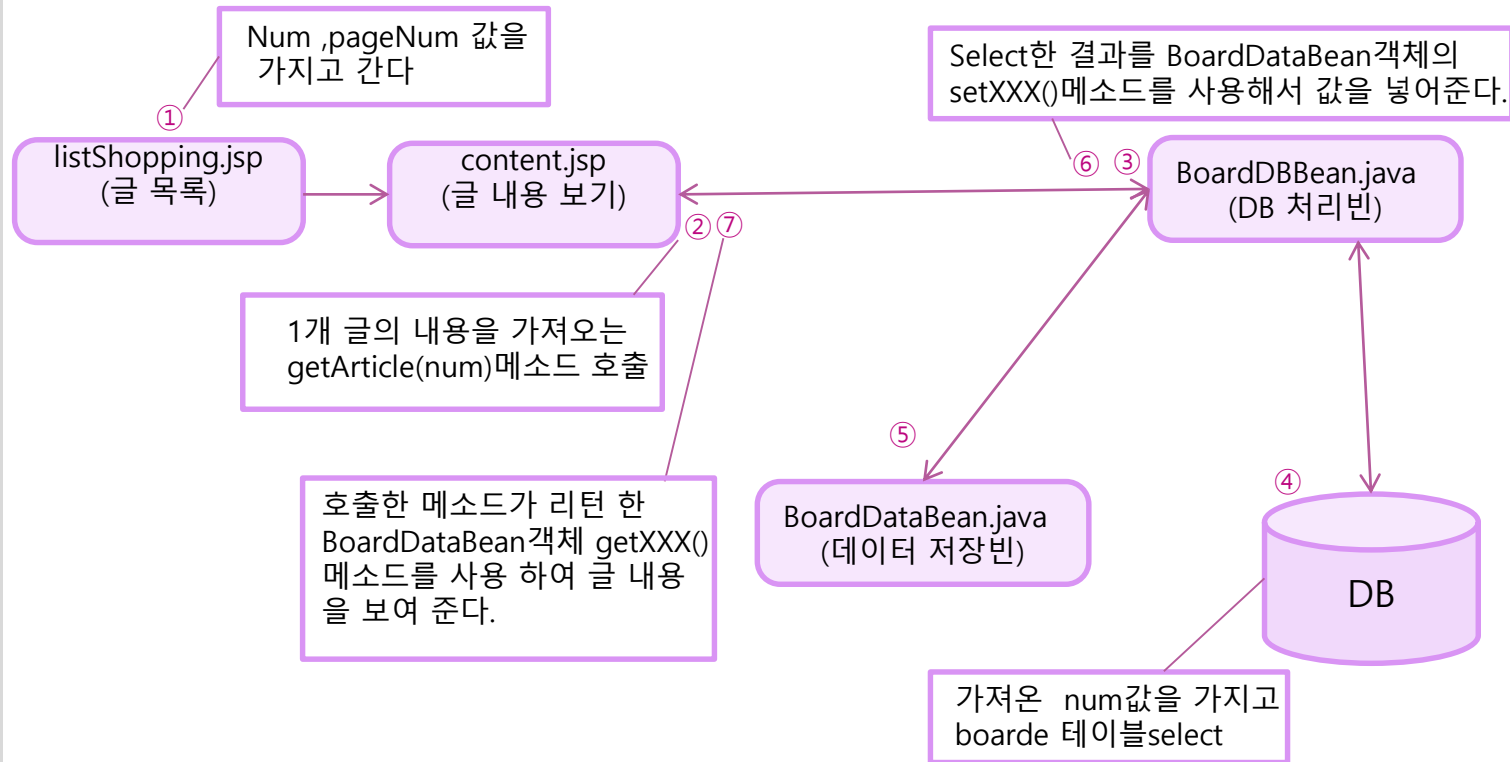 Num ,pageNum 값을
가지고 간다
Select한 결과를 BoardDataBean객체의
setXXX()메소드를 사용해서 값을 넣어준다.
①
listShopping.jsp
(글 목록)
content.jsp
(글 내용 보기)
⑥ ③
BoardDBBean.java
(DB 처리빈)
② ⑦
1개 글의 내용을 가져오는
getArticle(num)메소드 호출
⑤
호출한 메소드가 리턴 한
BoardDataBean객체 getXXX()
메소드를 사용 하여 글 내용
을 보여 준다.
BoardDataBean.java
(데이터 저장빈)
④
DB
가져온 num값을 가지고
boarde 테이블select